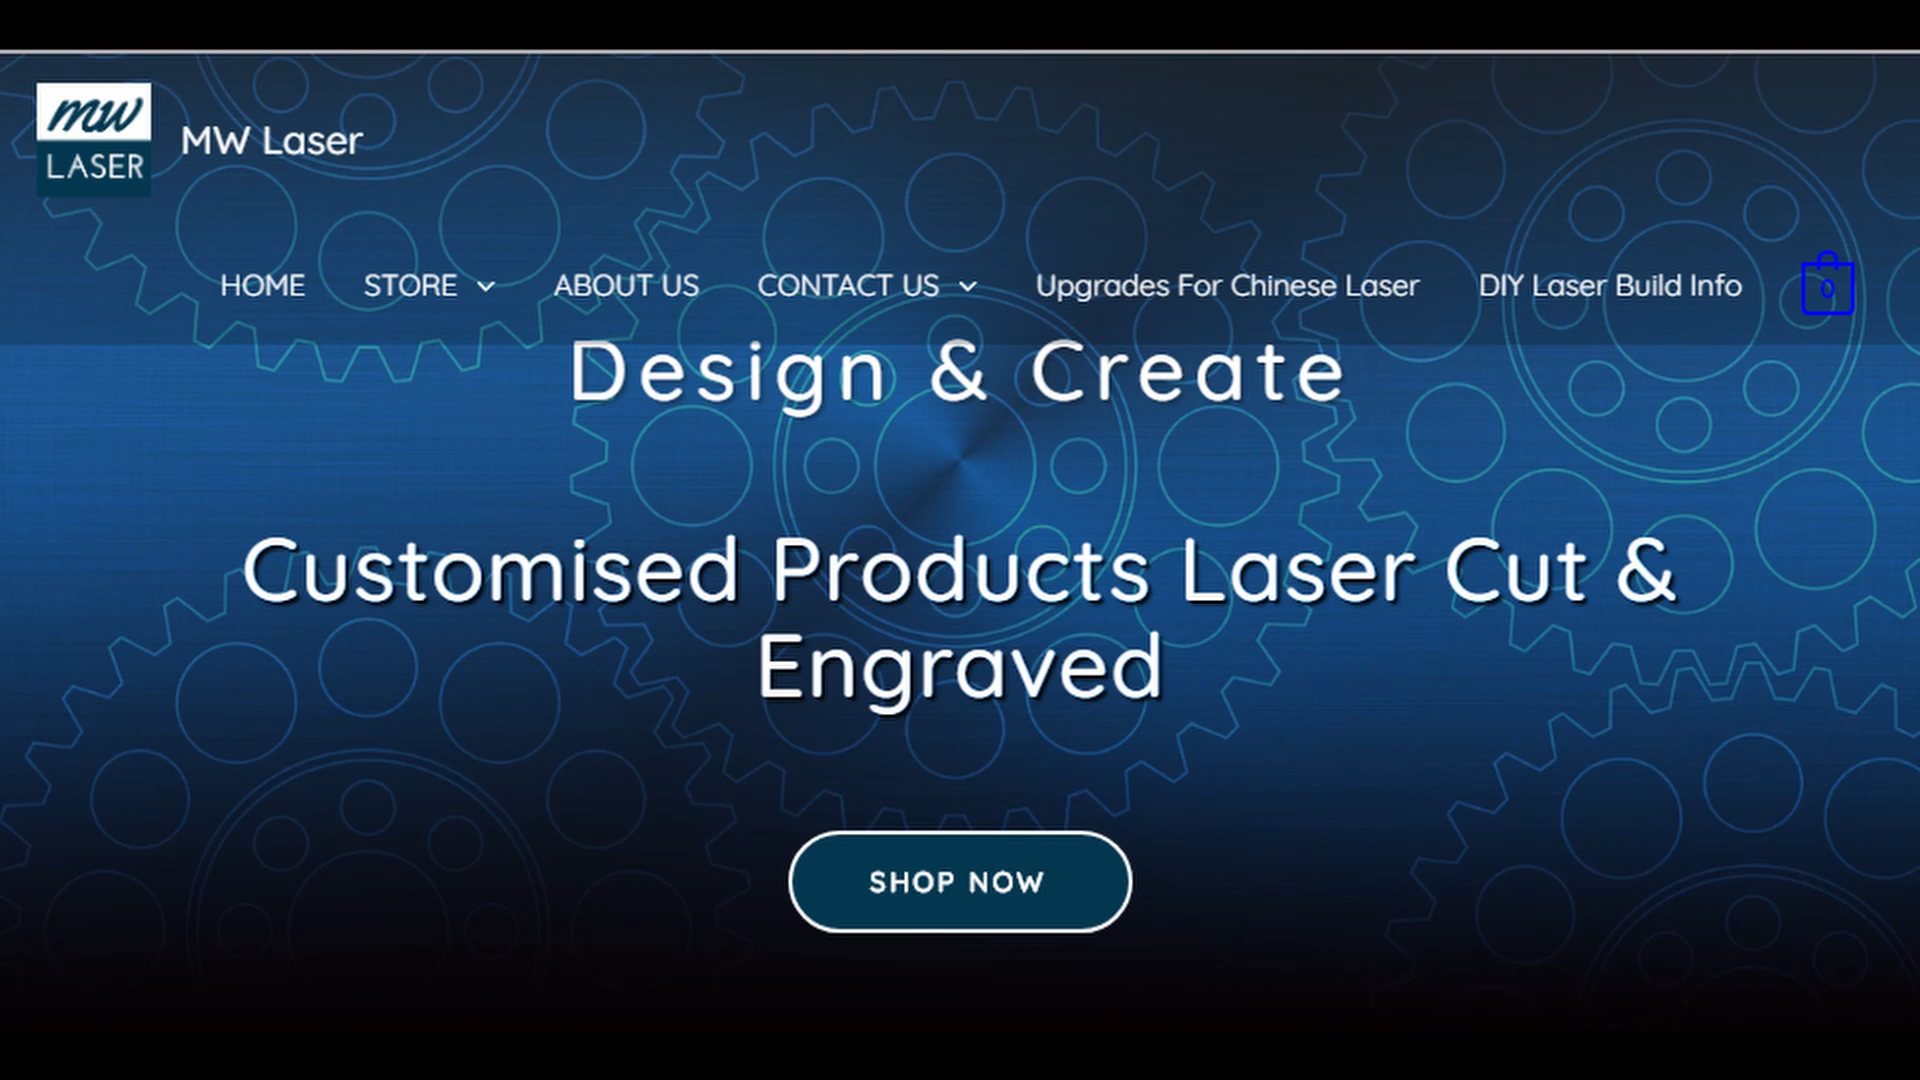 mw
LASER
MW Laser
HOME STORE ABOUT US CONTACT US Upgrades For Chinese Laser DIY Laser Build Info 0
Design & Create
Customised Products Laser Cut &
Engraved
SHOP NOW